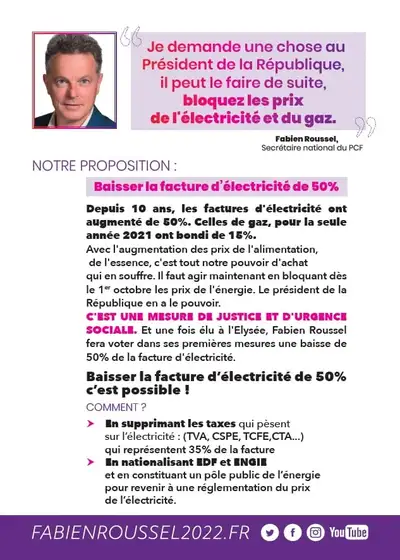 “
Je demande une chose au
Président de la République,
il peut le faire de suite,
bloquez les prix
de l'électricité et du gaz.
”
Fabien Roussel,
Secrétaire national du PCF
NOTRE PROPOSITION :
Baisser la facture d'électricité de 50%
Depuis 10 ans, les factures d'électricité ont
augmenté de 50%. Celles de gaz, pour la seule
année 2021 ont bondi de 15%.
Avec l'augmentation des prix de l'alimentation,
de l'essence, c'est tout notre pouvoir d'achat
qui en souffre. Il faut agir maintenant en bloquant dès
le 1er octobre les prix de l'énergie. Le président de la
République en a le pouvoir.
C'EST UNE MESURE DE JUSTICE ET D'URGENCE
SOCIALE. Et une fois élu à l'Elysée, Fabien Roussel
fera voter dans ses premières mesures une baisse de
50% de la facture d'électricité.
Baisser la facture d'électricité de 50%
c'est possible !
COMMENT ?
➤ En supprimant les taxes qui pèsent
sur l'électricité : (TVA, CSPE, TCFE,CTA...)
qui représentent 35% de la facture
➤ En nationalisant EDF et ENGIE
et en constituant un pôle public de l'énergie
pour revenir à une réglementation du prix
de l'électricité.
FABIENROUSSEL2022.FR YouTube